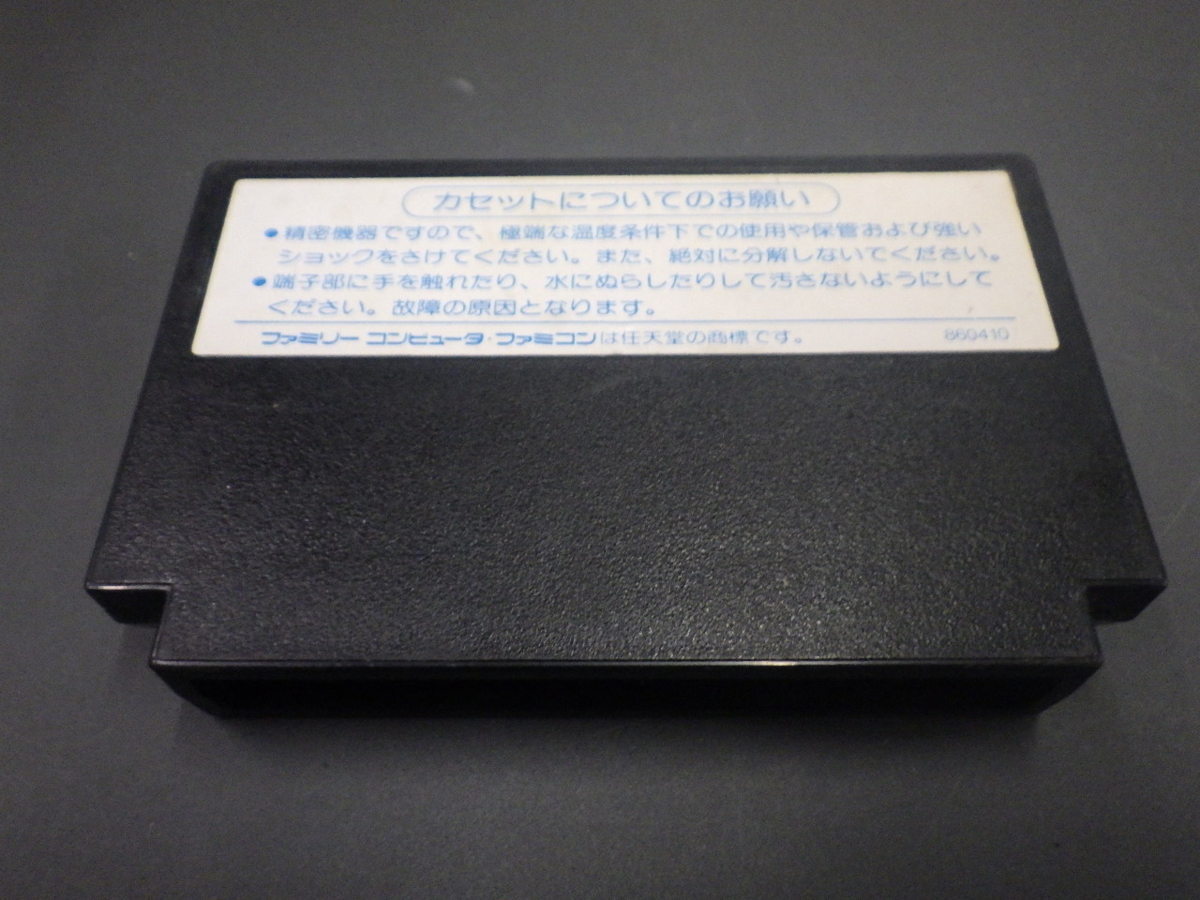 カセットについてのお願い
●精密機器ですので、極端な温度条件下での使用や保管および強い
ショックをさけてください。また、絶対に分解しないでください。
●端子部に手を触れたり、水にぬらしたりして汚さないようにして
ください。故障の原因となります。
ファミリーコンピュータ・ファミコンは任天堂の商標です。 860410